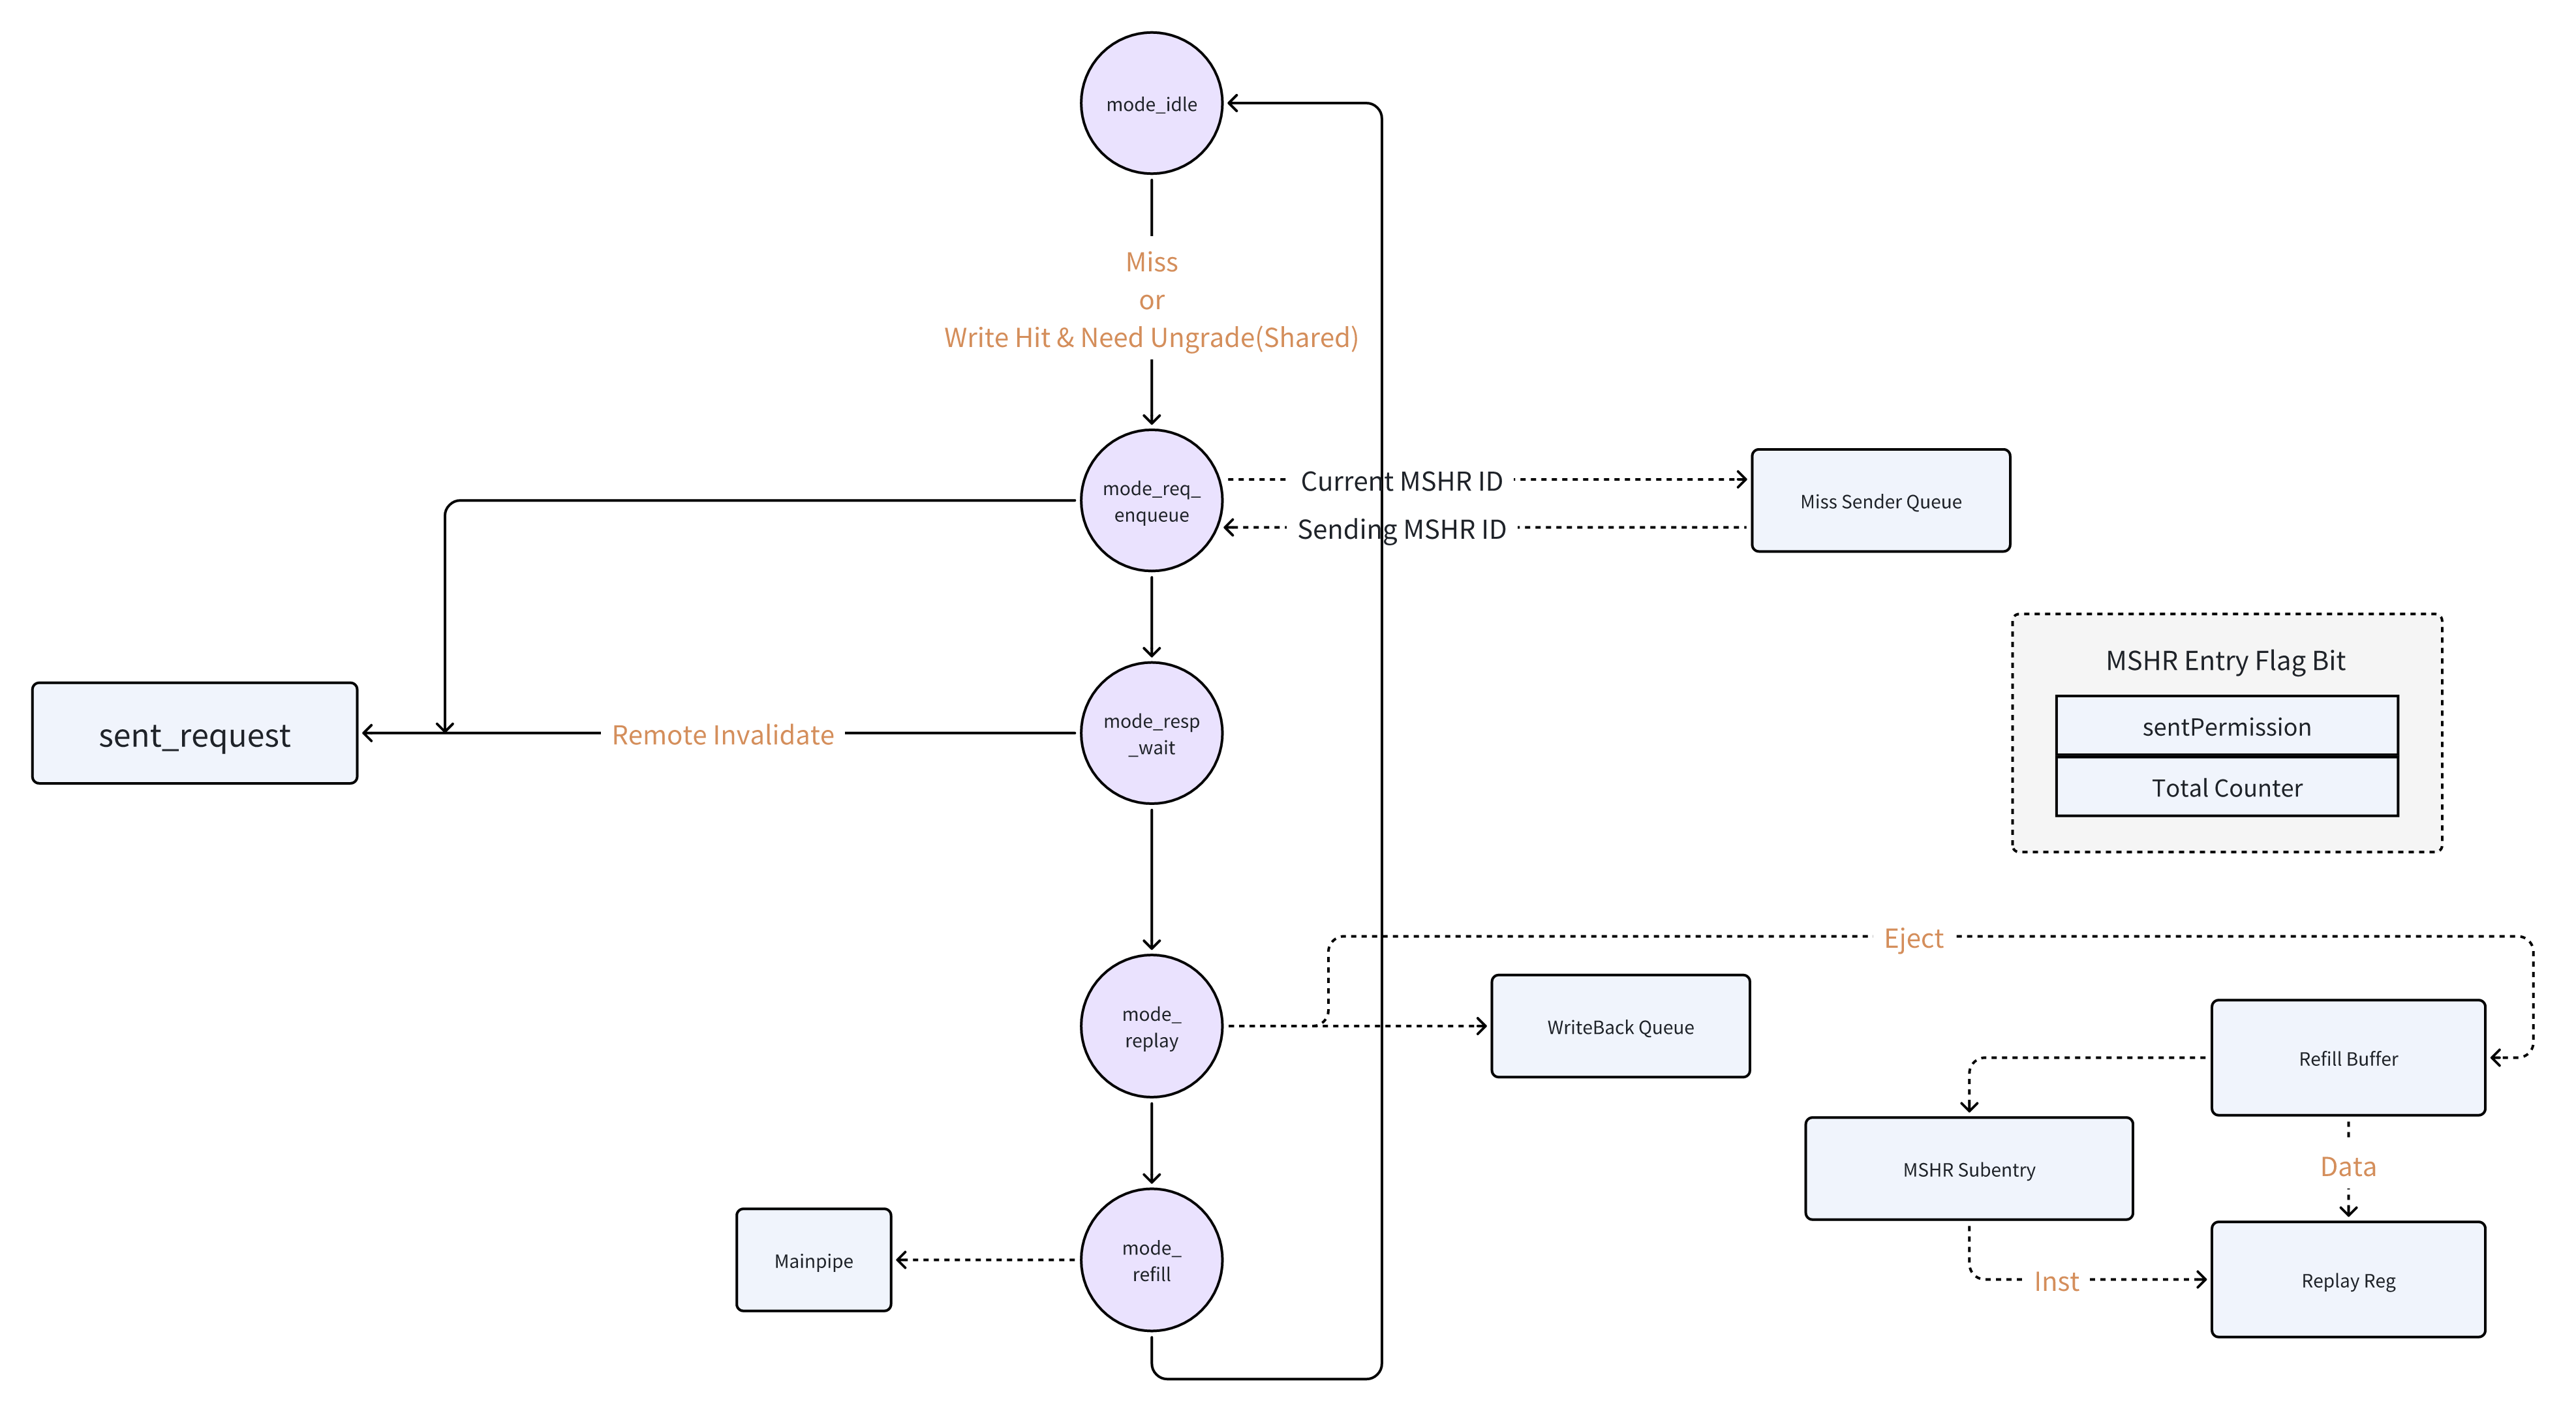 mode_idle
Miss
or
Write Hit & Need Ungrade(Shared)
mode_req_
enqueue
Current MSHR ID
Sending MSHR ID
Miss Sender Queue
sent_request
Remote Invalidate
mode_resp
_wait
MSHR Entry Flag Bit
sentPermission
Total Counter
Eject
mode_
replay
WriteBack Queue
Refill Buffer
MSHR Subentry
Data
Mainpipe
mode_
refill
Inst
Replay Reg